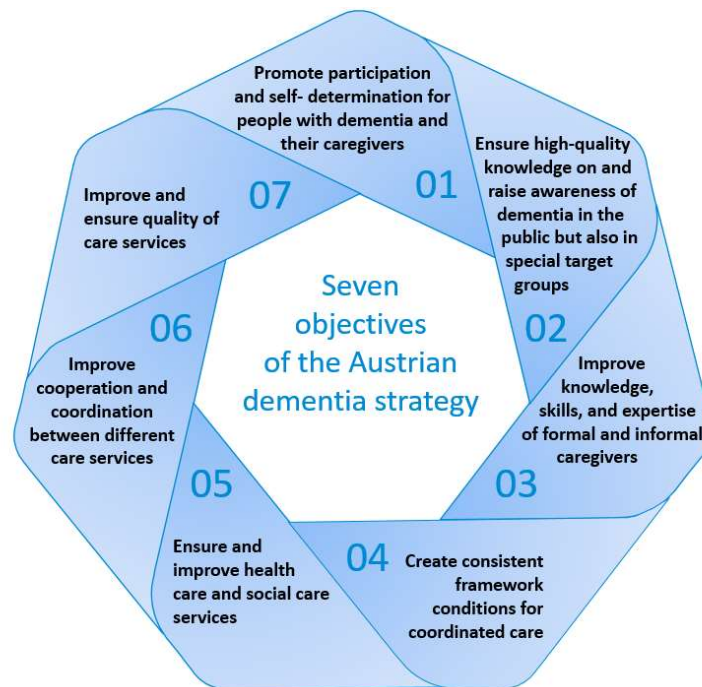 Seven
objectives
of the Austrian
dementia strategy
Promote participation
and self- determination for
people with dementia and
their caregivers
01
Ensure high-quality
knowledge on and
raise awareness of
dementia in the
public but also in
special target
groups
02
Improve
knowledge,
skills, and expertise
of formal and informal
caregivers
03
04
Create consistent
framework
conditions for
coordinated care
05
Ensure and
improve health
care and social care
services
06
Improve
cooperation and
coordination
between different
care services
07
Improve and
ensure quality of
care services